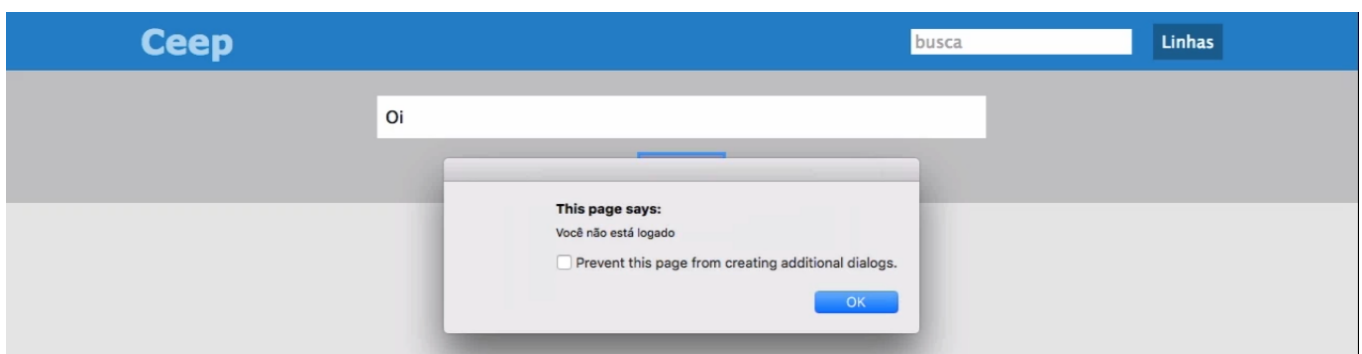 Ceep
busca
Linhas
Oi
This page says:
Você não está logado
Prevent this page from creating additional dialogs.
OK